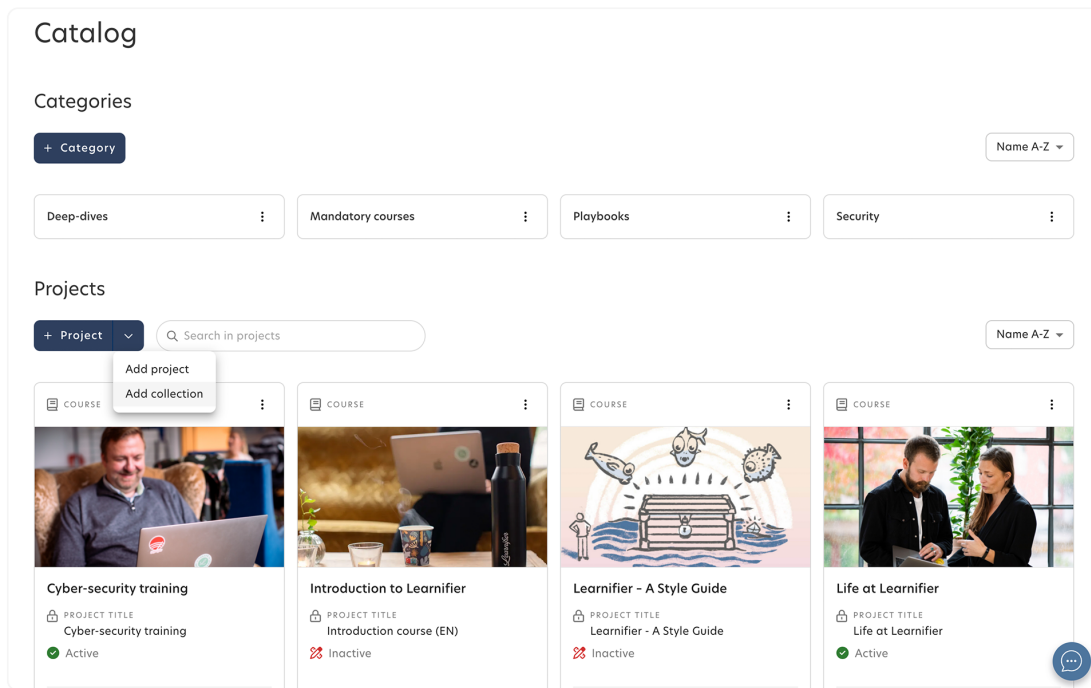 Catalog
Categories
+ Category
Name A-Z
Deep-dives
Mandatory courses
Playbooks
Security
Projects
+ Project
Search in projects
Name A-Z
Add project
Add collection
COURSE
COURSE
COURSE
COURSE
Learnifier
Cyber-security training
Introduction to Learnifier
Learnifier – A Style Guide
Life at Learnifier
PROJECT TITLE
PROJECT TITLE
PROJECT TITLE
PROJECT TITLE
Cyber-security training
Introduction course (EN)
Learnifier - A Style Guide
Life at Learnifier
Active
Inactive
Inactive
Active